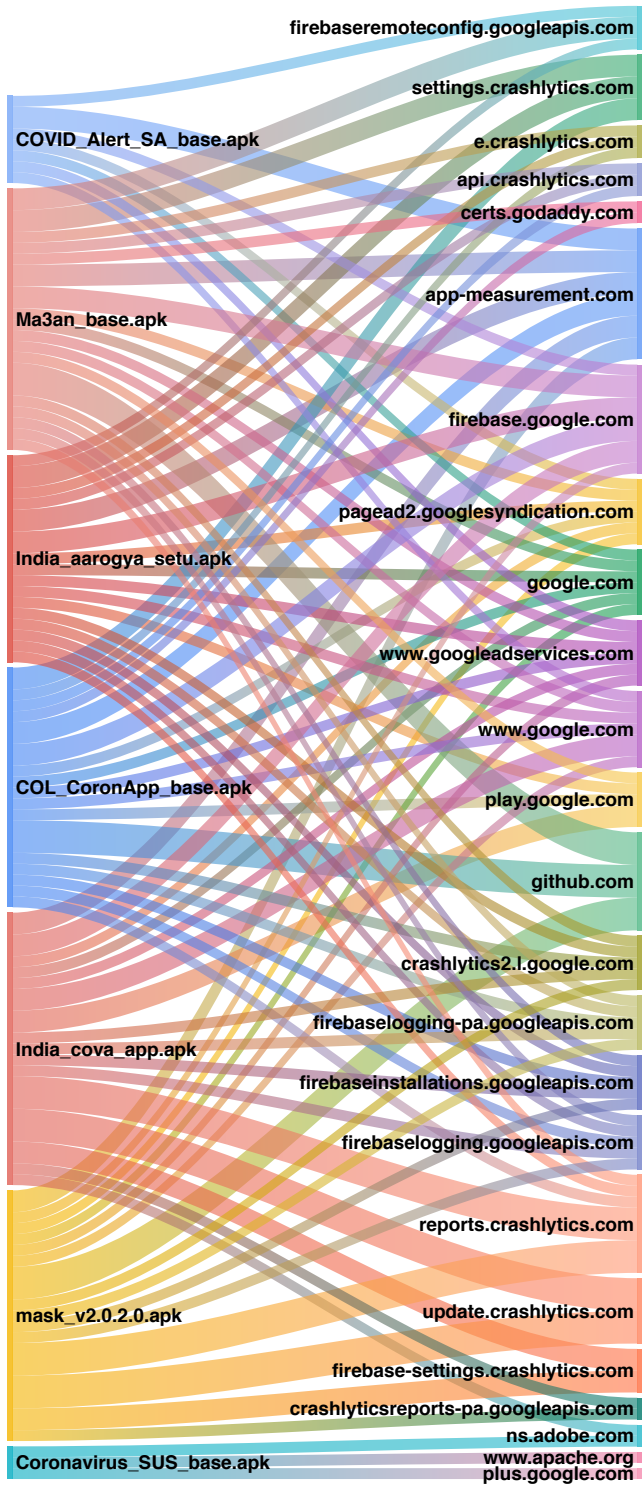 COVID_Alert_SA_base.apk
Ma3an_base.apk
India_aarogya_setu.apk
COL_CoronApp_base.apk
India_cova_app.apk
mask_v2.0.2.0.apk
Coronavirus_SUS_base.apk
firebaseremoteconfig.googleapis.com
settings.crashlytics.com
e.crashlytics.com
api.crashlytics.com
certs.godaddy.com
app-measurement.com
firebase.google.com
pagead2.googlesyndication.com
google.com
www.googleadservices.com
www.google.com
play.google.com
github.com
crashlytics2.l.google.com
firebaselogging-pa.googleapis.com
firebaseinstallations.googleapis.com
firebaselogging.googleapis.com
reports.crashlytics.com
update.crashlytics.com
firebase-settings.crashlytics.com
crashlyticsreports-pa.googleapis.com
ns.adobe.com
www.apache.org
plus.google.com